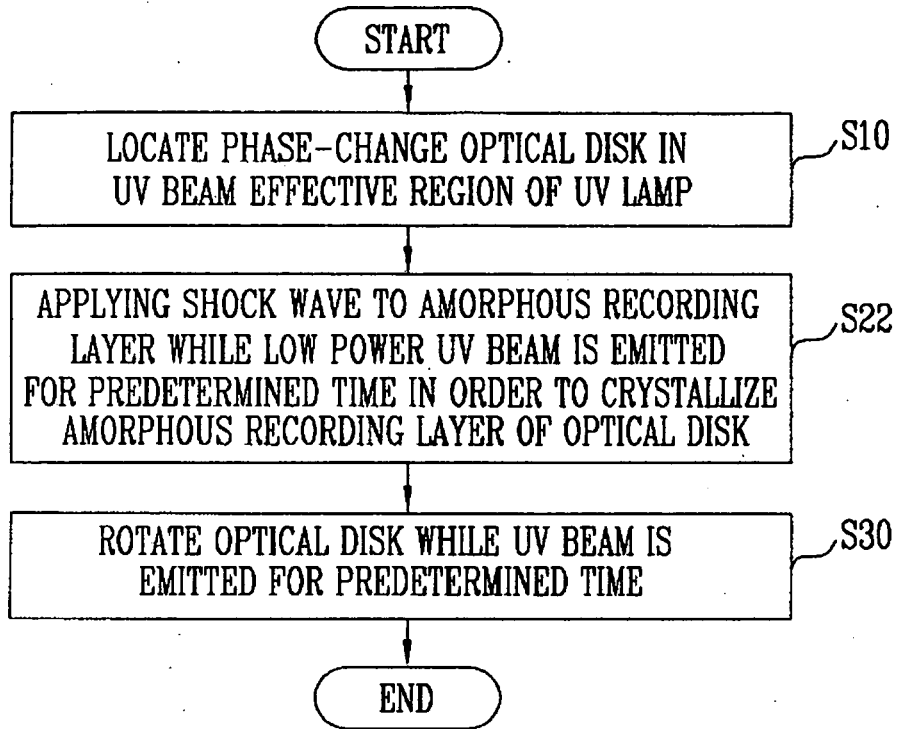 START
LOCATE PHASE-CHANGE OPTICAL DISK IN
UV BEAM EFFECTIVE REGION OF UV LAMP
S10
APPLYING SHOCK WAVE TO AMORPHOUS RECORDING
LAYER WHILE LOW POWER UV BEAM IS EMITTED
FOR PREDETERMINED TIME IN ORDER TO CRYSTALLIZE
AMORPHOUS RECORDING LAYER OF OPTICAL DISK
S22
ROTATE OPTICAL DISK WHILE UV BEAM IS
EMITTED FOR PREDETERMINED TIME
S30
END